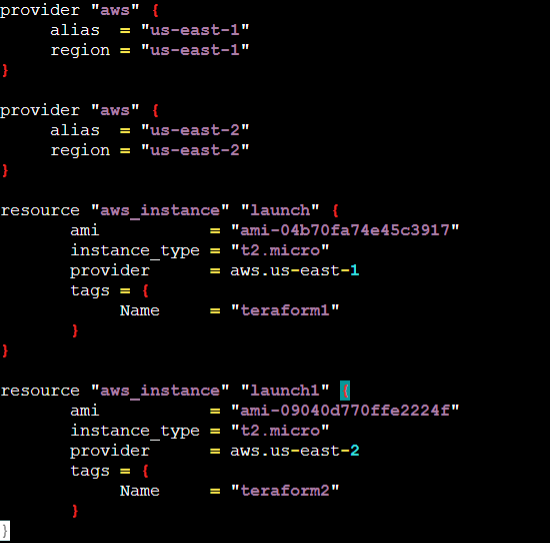 provider "aws" {
     alias  = "us-east-1"
     region = "us-east-1"
}

provider "aws" {
     alias  = "us-east-2"
     region = "us-east-2"
}

resource "aws_instance" "launch" {
       ami           = "ami-04b70fa74e45c3917"
       instance_type = "t2.micro"
       provider      = aws.us-east-1
       tags = {
            Name     = "teraform1"
       }
}

resource "aws_instance" "launch1" {
       ami           = "ami-09040d770ffe2224f"
       instance_type = "t2.micro"
       provider      = aws.us-east-2
       tags = {
            Name     = "teraform2"
       }
}